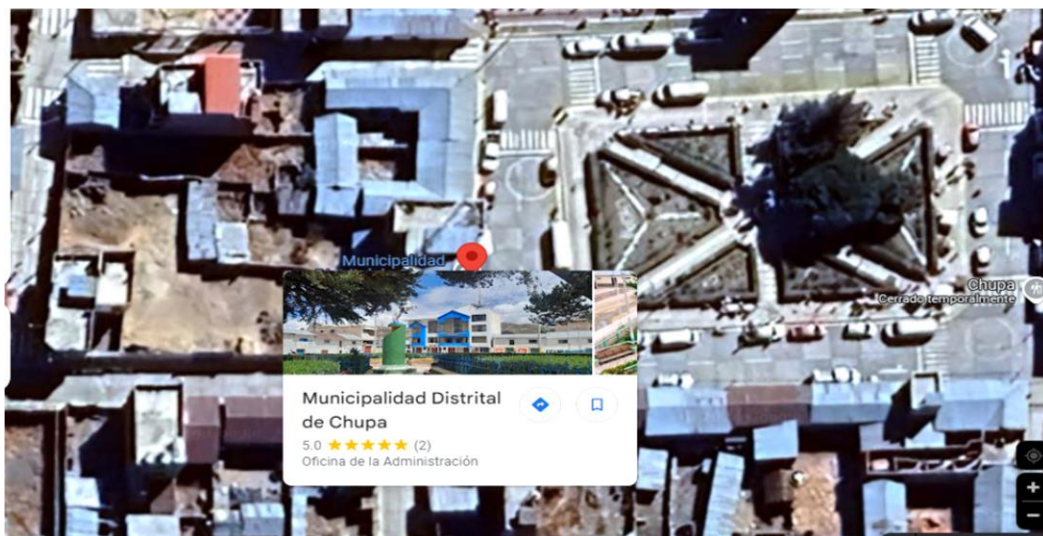 Municipalidad
Chupa
Cerrado temporalmente
Municipalidad Distrital
de Chupa
5.0 ★★★★★ (2)
Oficina de la Administración
+
−